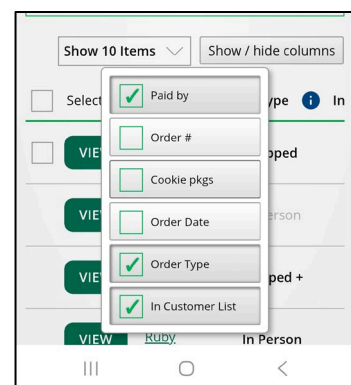 Show 10 Items
Show / hide columns
Select
ype
In
Paid by
VIE
pped
Order #
Cookie pkgs
VIE
erson
Order Date
Order Type
VIE
ped +
In Customer List
VIEW
Ruby
In Person